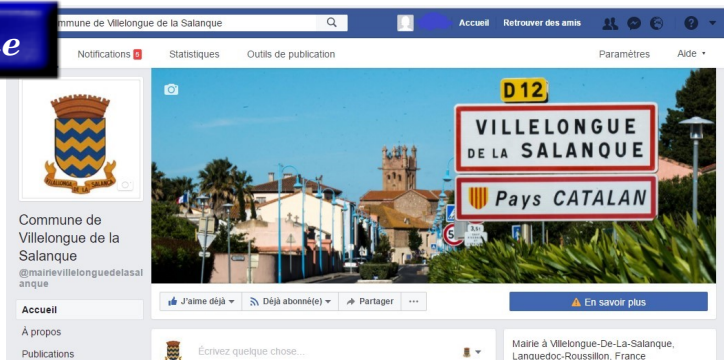 mmune de Villelongue de la Salanque
Accueil
Retrouver des amis
e
Notifications 5
Statistiques
Outils de publication
Paramètres
Aide
D12
VILLELONGUE
DE LA SALANQUE
Pays CATALAN
Commune de
Villelongue de la
Salanque
@mairievillelonguedelasal
anque
J'aime déjà
Déjà abonné(e)
Partager
En savoir plus
Accueil
À propos
Publications
Écrivez quelque chose...
Mairie à Villelongue-De-La-Salanque,
Languedoc-Roussillon, France